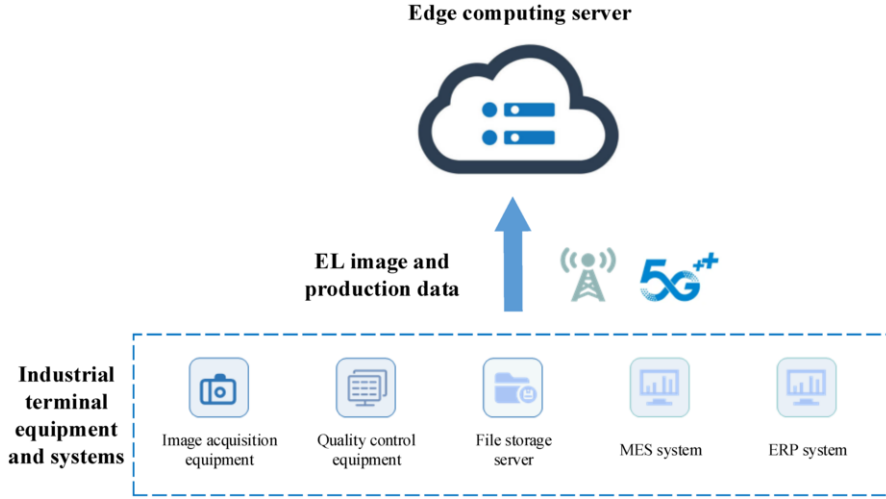 Edge computing server
EL image and
production data
5G++
Industrial
terminal
equipment
and systems
Image acquisition
equipment
Quality control
equipment
File storage
server
MES system
ERP system